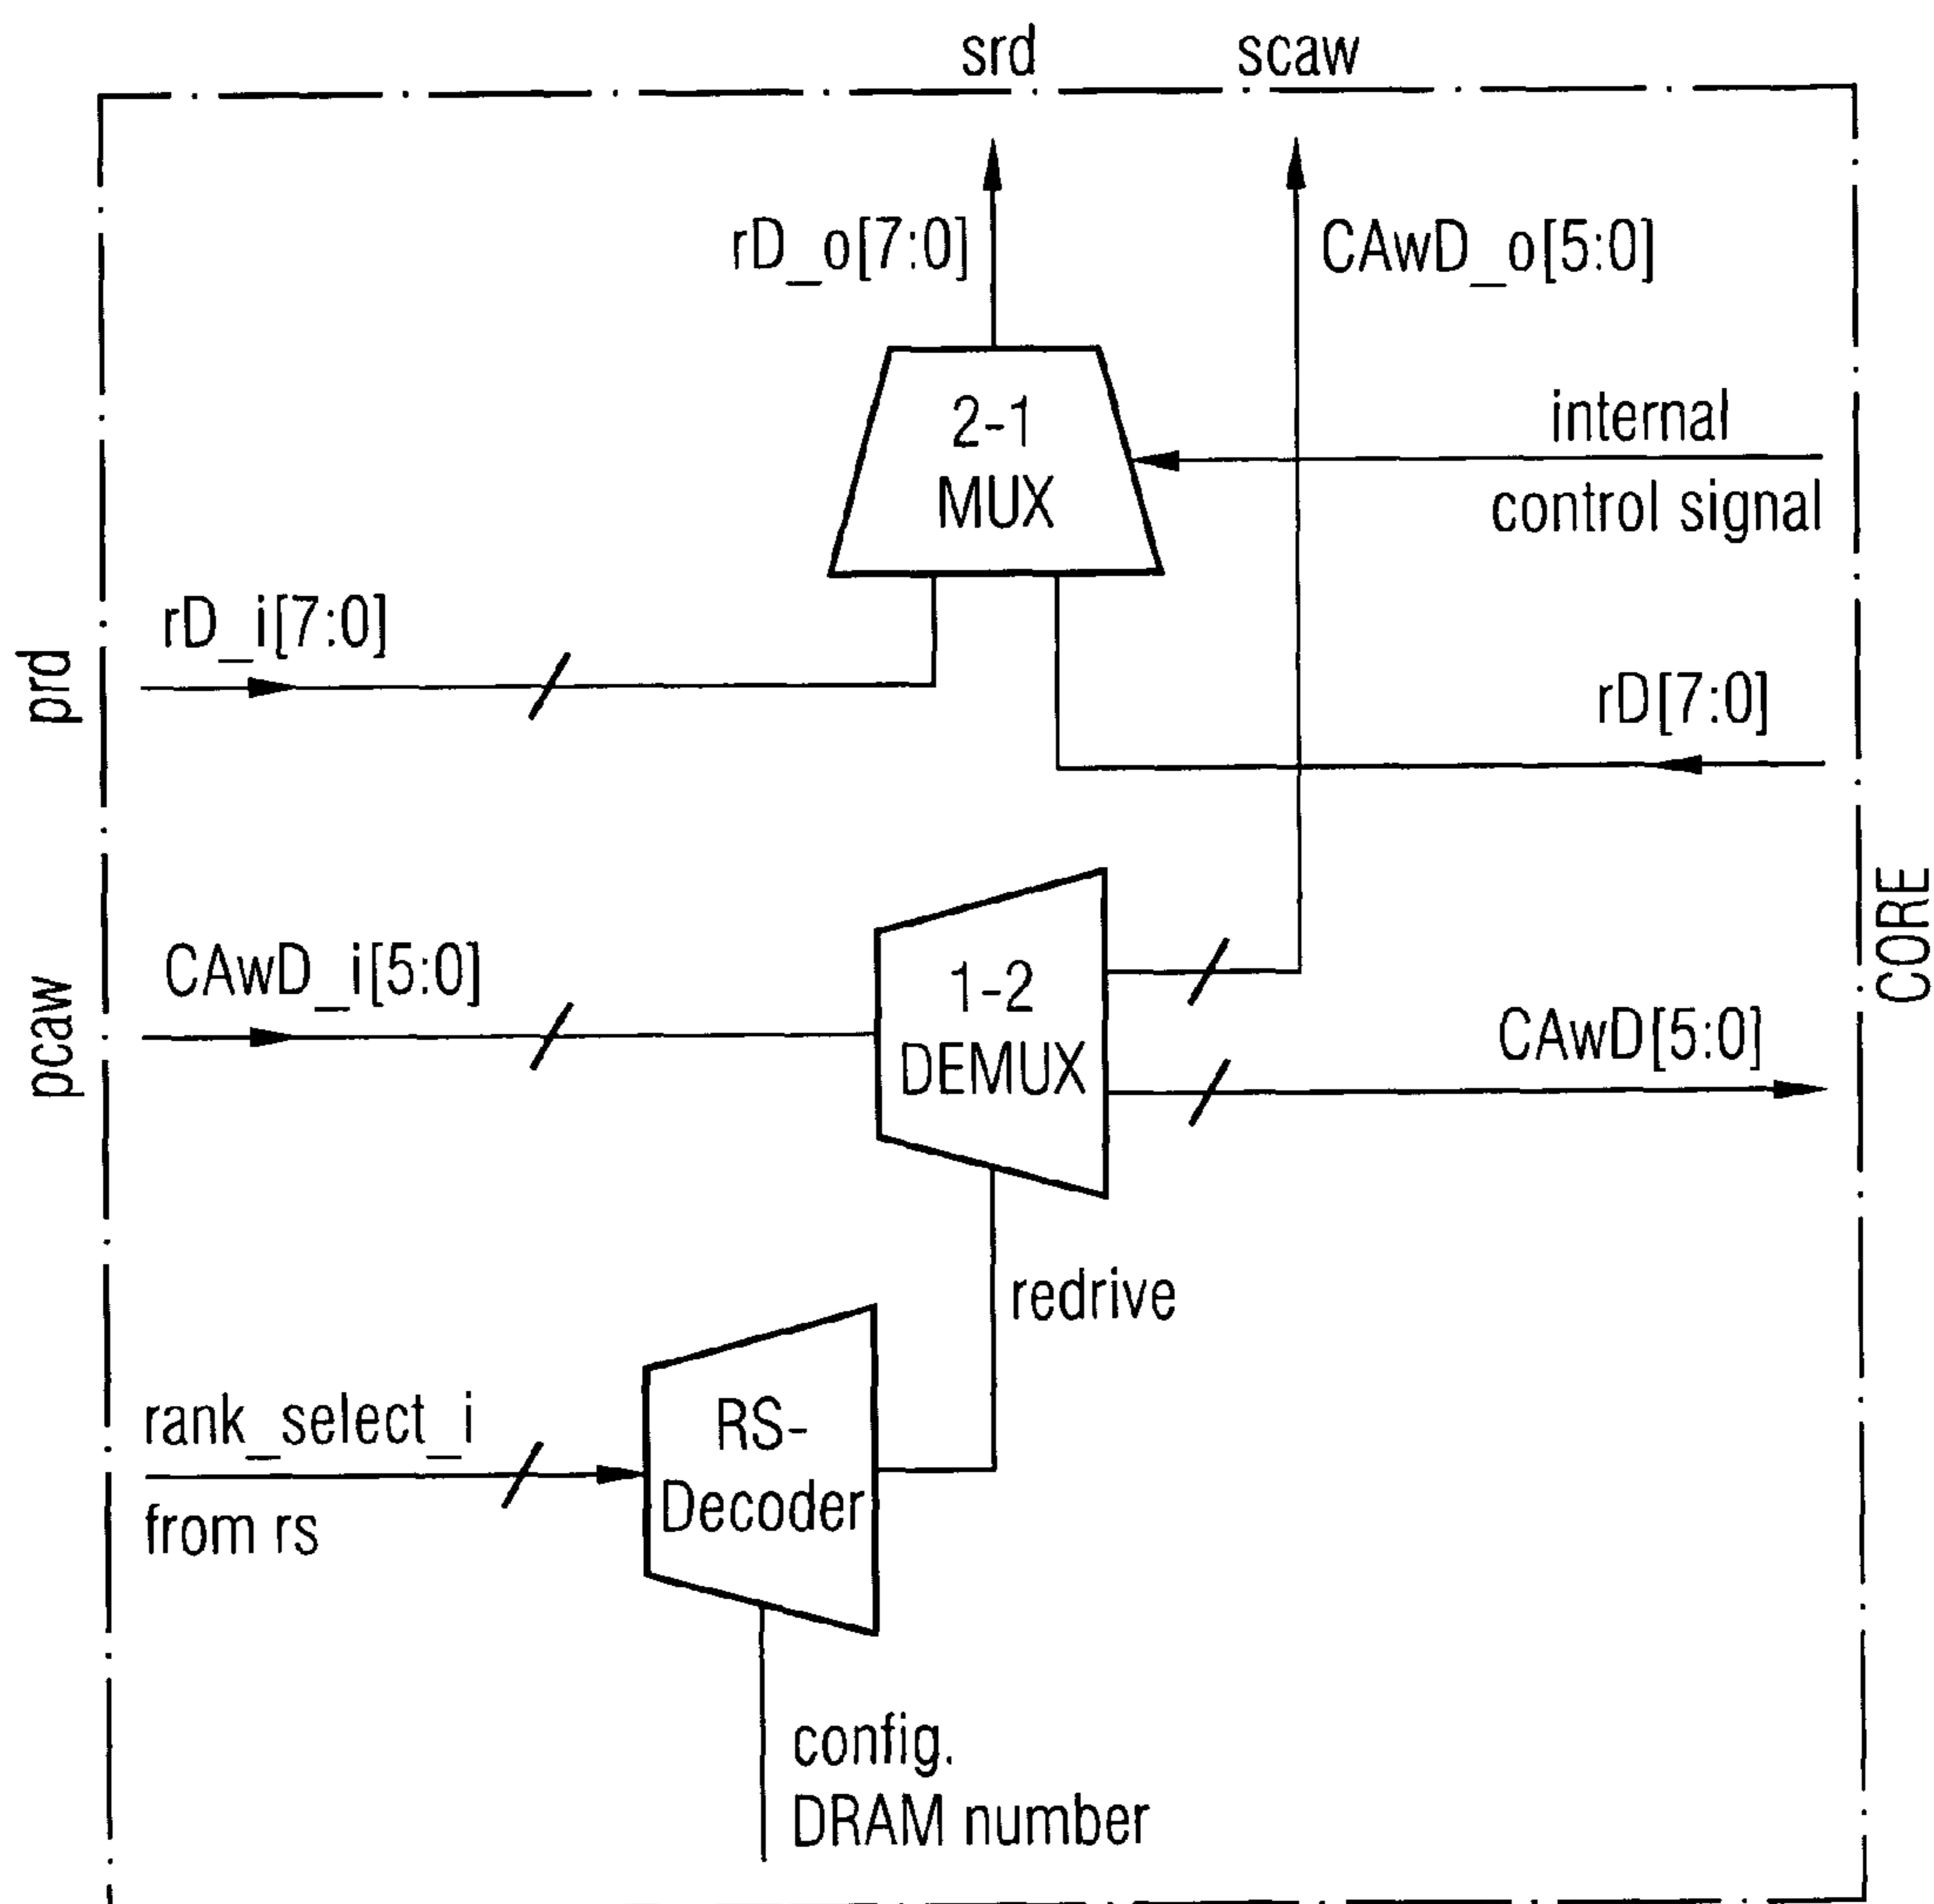 srd
scaw
rD_o[7:0]
CAwD_o[5:0]
2-1
MUX
internal
control signal
rD_i[7:0]
prd
rD[7:0]
CAwD_i[5:0]
pcaw
1-2
DEMUX
CAwD[5:0]
CORE
redrive
rank_select_i
from rs
RS-
Decoder
config.
DRAM number